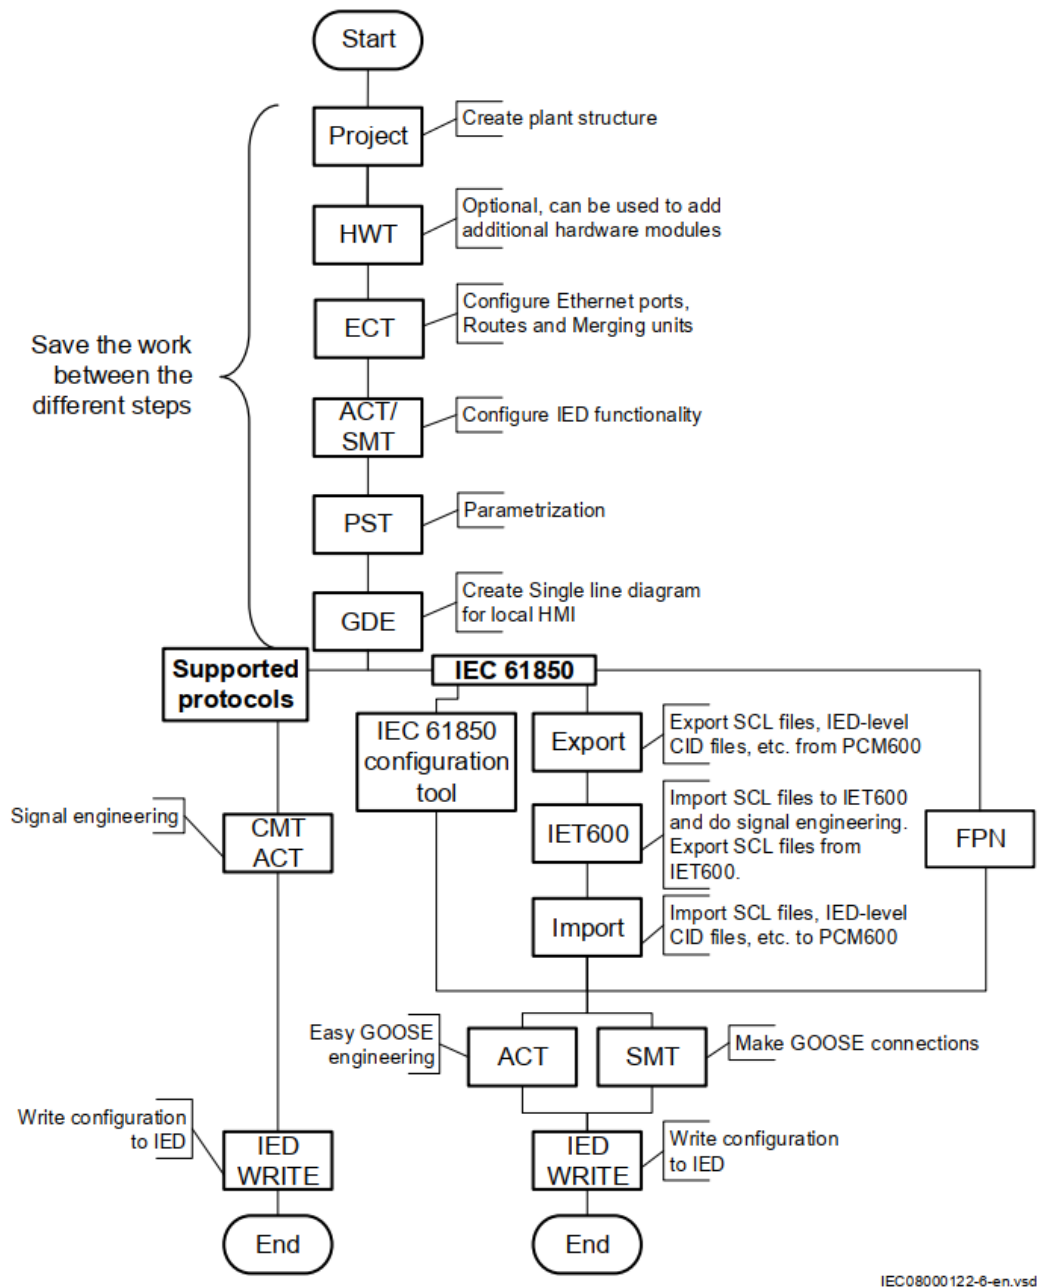 Start
Project
Create plant structure
HWT
Optional, can be used to add
additional hardware modules
ECT
Configure Ethernet ports,
Routes and Merging units
Save the work
between the
different steps
ACT/
SMT
Configure IED functionality
PST
Parametrization
GDE
Create Single line diagram
for local HMI
Supported
protocols
IEC 61850
IEC 61850
configuration
tool
Export
Export SCL files, IED-level
CID files, etc. from PCM600
Signal engineering
CMT
ACT
IET600
Import SCL files to IET600
and do signal engineering.
Export SCL files from
IET600.
FPN
Import
Import SCL files, IED-level
CID files, etc. to PCM600
Easy GOOSE
engineering
ACT
SMT
Make GOOSE connections
Write configuration
to IED
IED
WRITE
IED
WRITE
Write configuration
to IED
End
End
IEC08000122-6-en.vsd